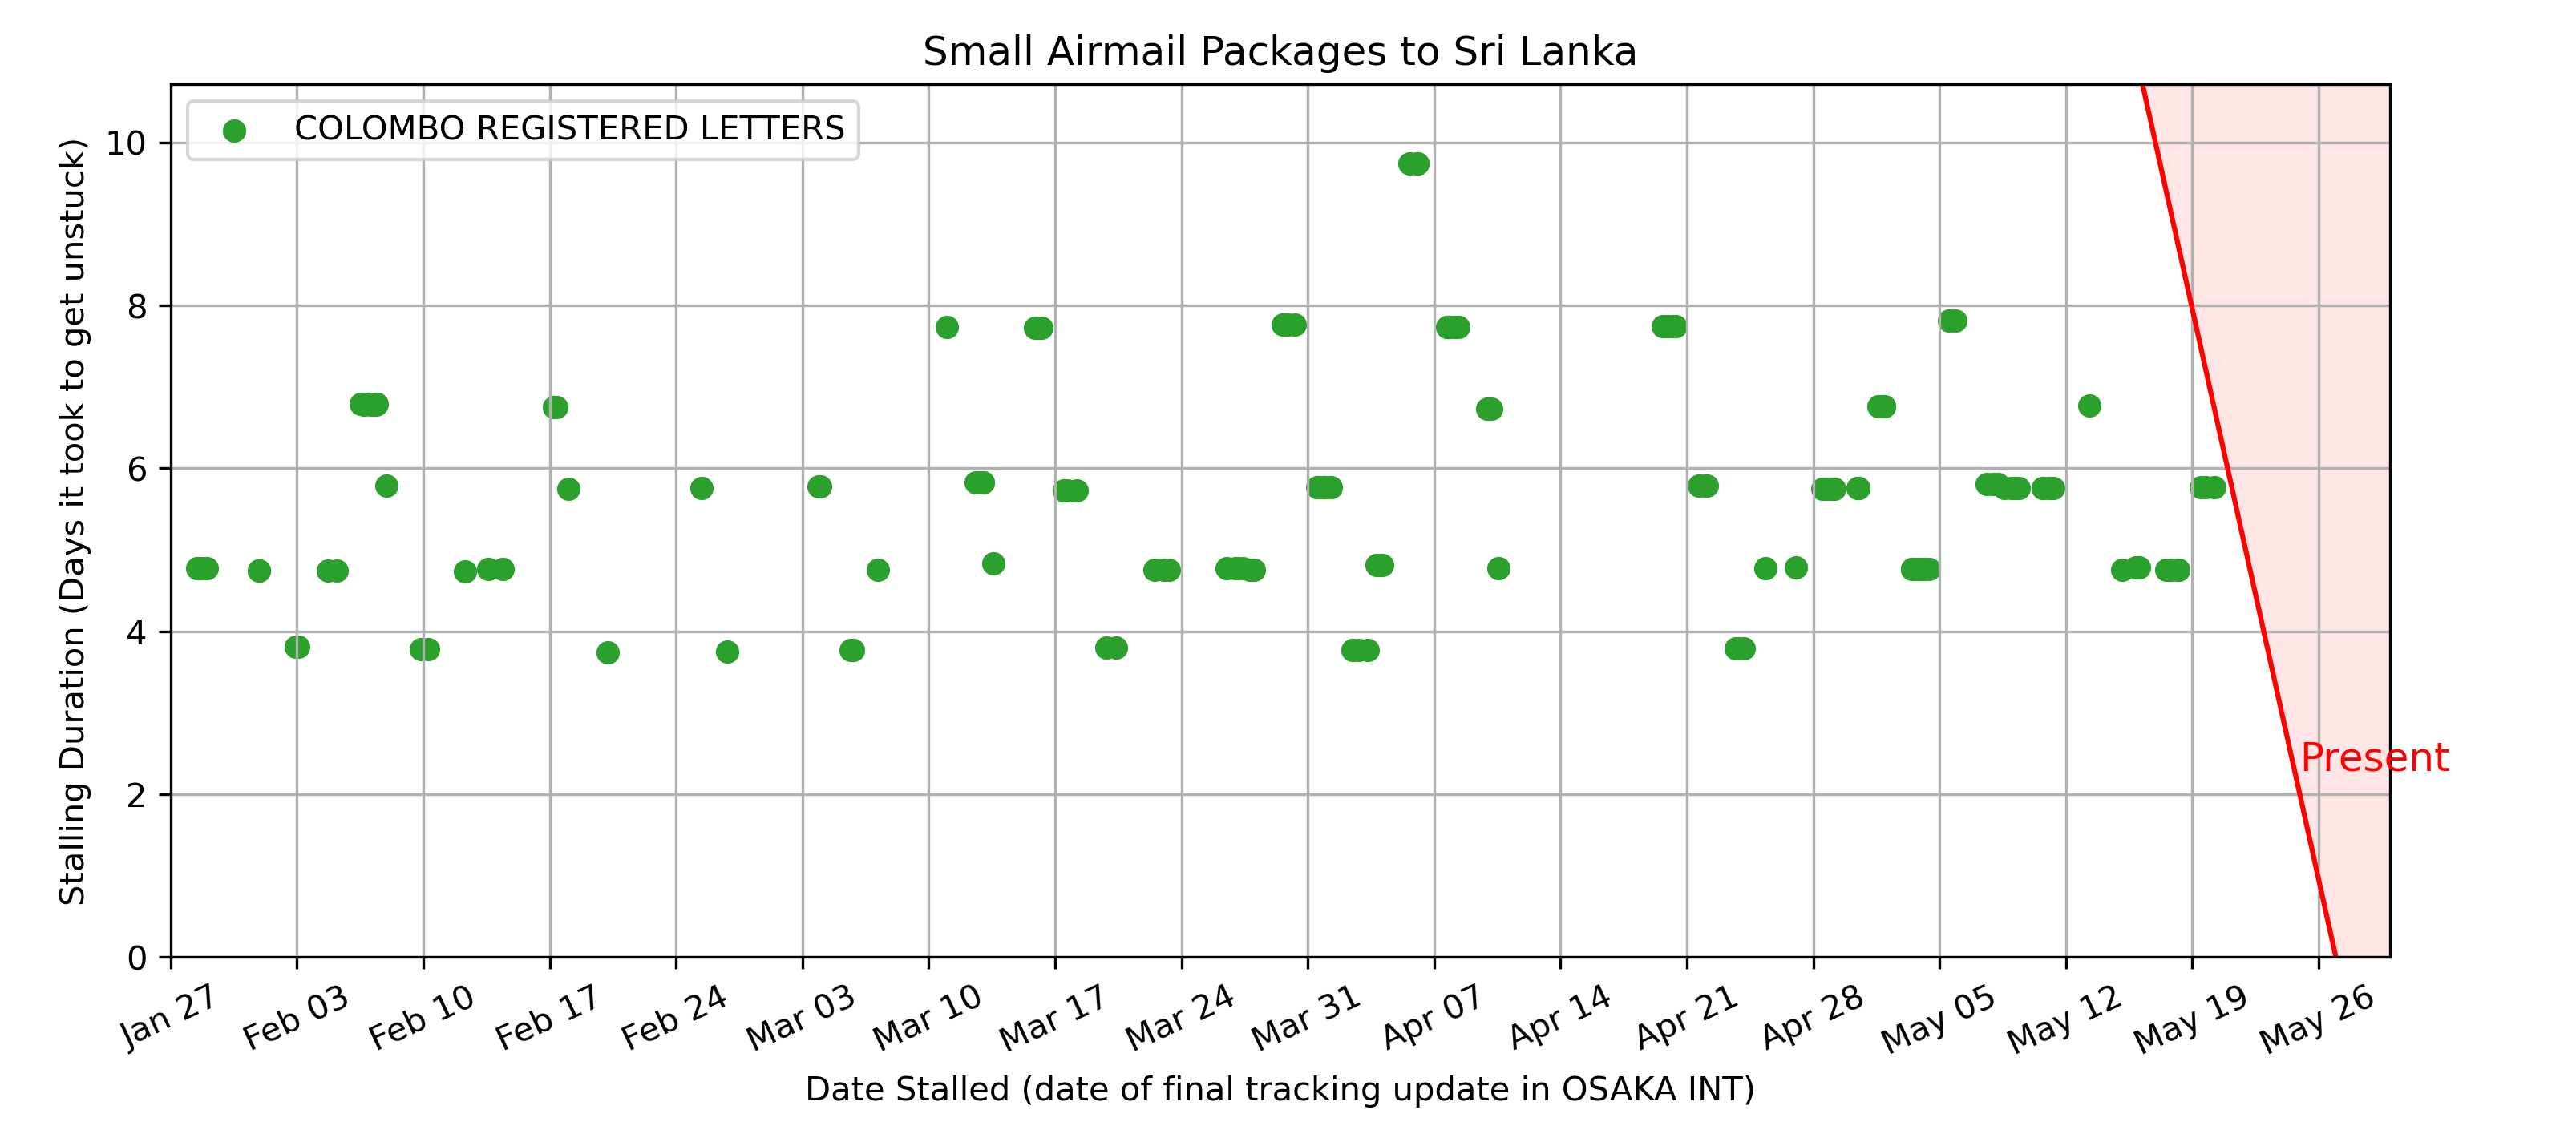 Small Airmail Packages to Sri Lanka
COLOMBO REGISTERED LETTERS
Stalling Duration (Days it took to get unstuck)
10
8
6
4
2
0
Present
Jan 27
Feb 03
Feb 10
Feb 17
Feb 24
Mar 03
Mar 10
Mar 17
Mar 24
Mar 31
Apr 07
Apr 14
Apr 21
Apr 28
May 05
May 12
May 19
May 26
Date Stalled (date of final tracking update in OSAKA INT)